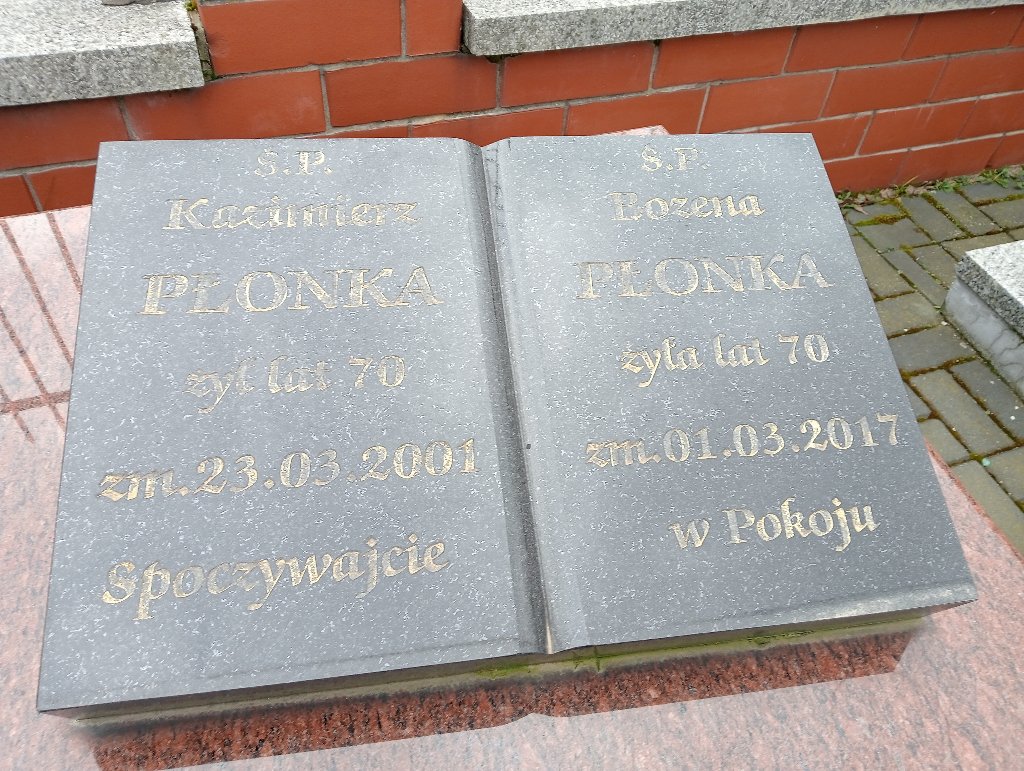 Ś.P.
Kazimierz
PŁONKA
żył lat 70
zm.23.03.2001
Spoczywajcie
Ś.P.
Bożena
PŁONKA
żyła lat 70
zm.01.03.2017
w Pokoju